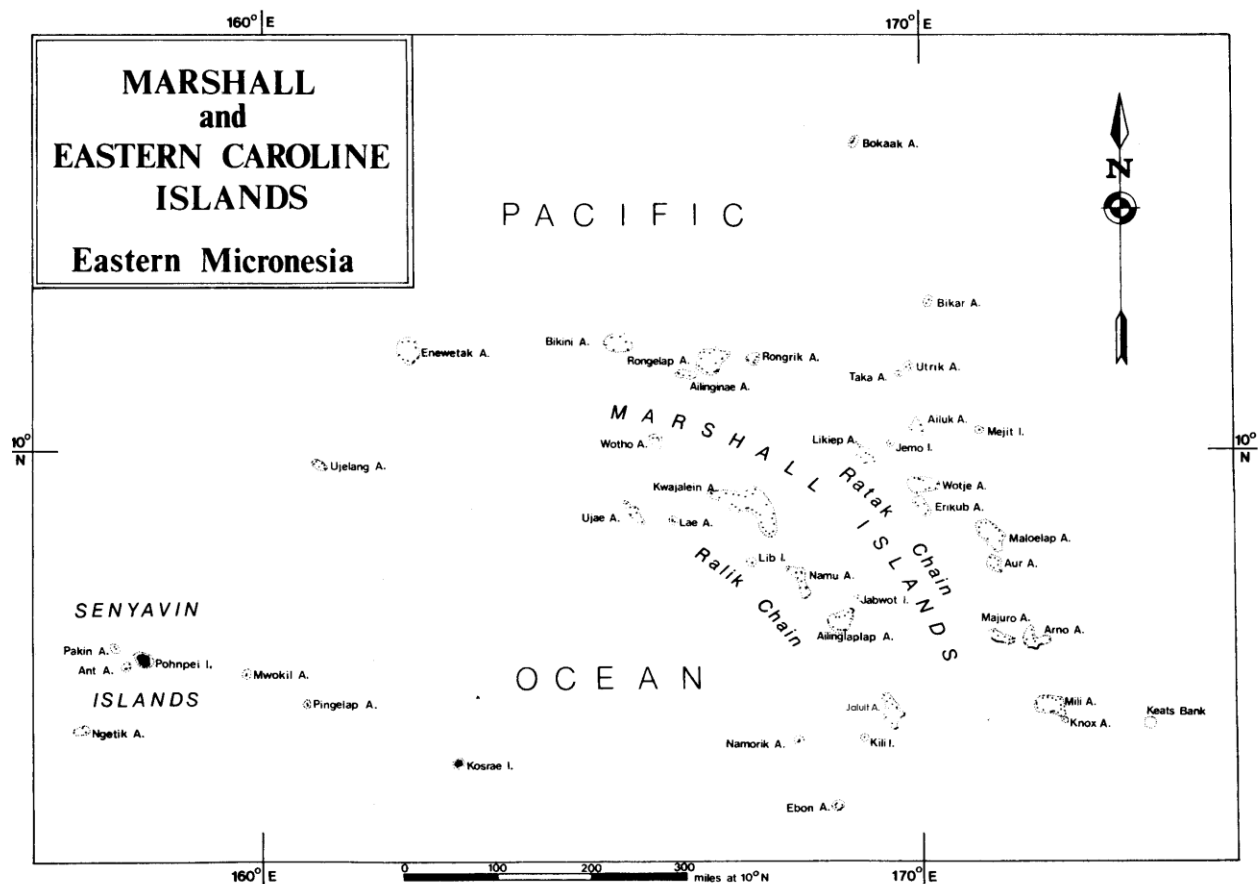 160° E
170° E
MARSHALL
and
EASTERN CAROLINE
ISLANDS
Eastern Micronesia
Bokaak A.
N
PACIFIC
Bikar A.
Enewetak A.
Bikini A.
Rongelap A.
Rongrik A.
Ailinginae A.
Taka A.
Utrik A.
MARSHALL ISLANDS
Wotho A.
Likiep A.
Ailuk A.
Jemo I.
Mejit I.
10°
N
10°
N
Ujelang A.
Kwajalein A.
Ratak Chain
Wotje A.
Erikub A.
Ujae A.
Lae A.
Maloelap A.
Aur A.
Lib I.
Namu A.
Ralik Chain
Jabwot I.
Ailinglaplap A.
Majuro A.
Arno A.
SENYAVIN
Pakin A.
Ant A.
Pohnpei I.
Mwokil A.
ISLANDS
Pingelap A.
Ngetik A.
OCEAN
Jaluit A.
Mili A.
Knox A.
Keats Bank
Namorik A.
Kili I.
Kosrae I.
Ebon A.
160° E
0 100 200 300
miles at 10° N
170° E